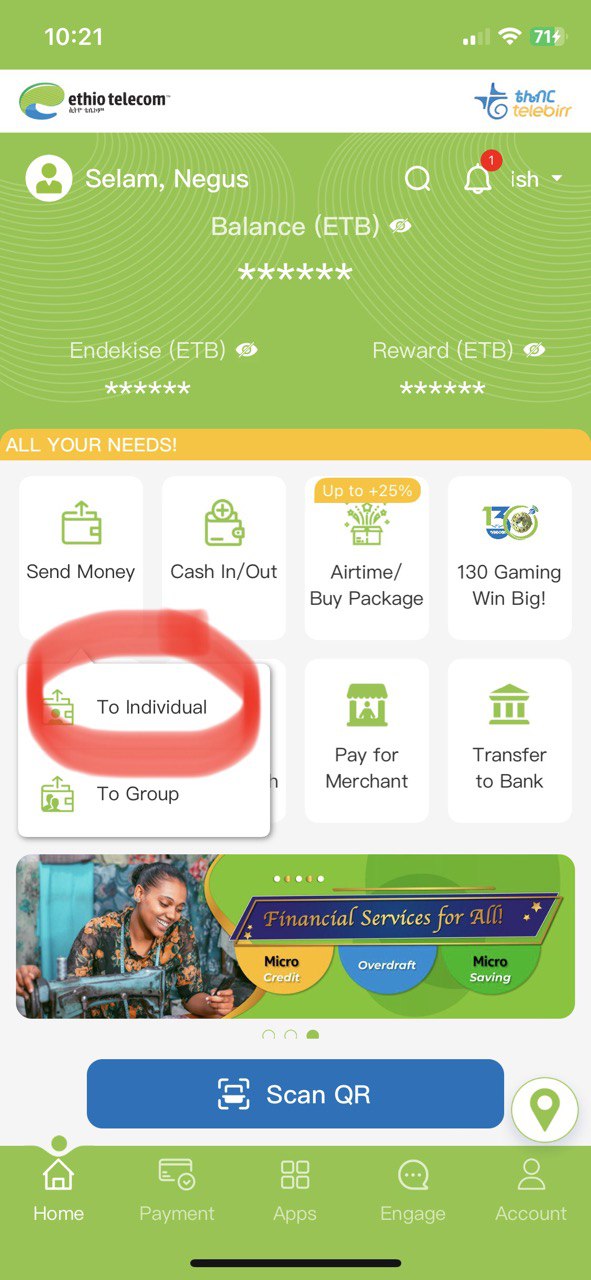 10:21
71
ethio telecom™
ኢትዮ ቴሌኮም
ቴሌብር
telebirr
Selam, Negus
1
ish
Balance (ETB)
******
Endekise (ETB)
Reward (ETB)
******
******
ALL YOUR NEEDS!
Send Money
Cash In/Out
Up to +25%
Airtime/
Buy Package
130
130 Gaming
Win Big!
To Individual
To Group
h
Pay for
Merchant
Transfer
to Bank
Financial Services for All!
Micro
Credit
Overdraft
Micro
Saving
Scan QR
Home
Payment
Apps
Engage
Account